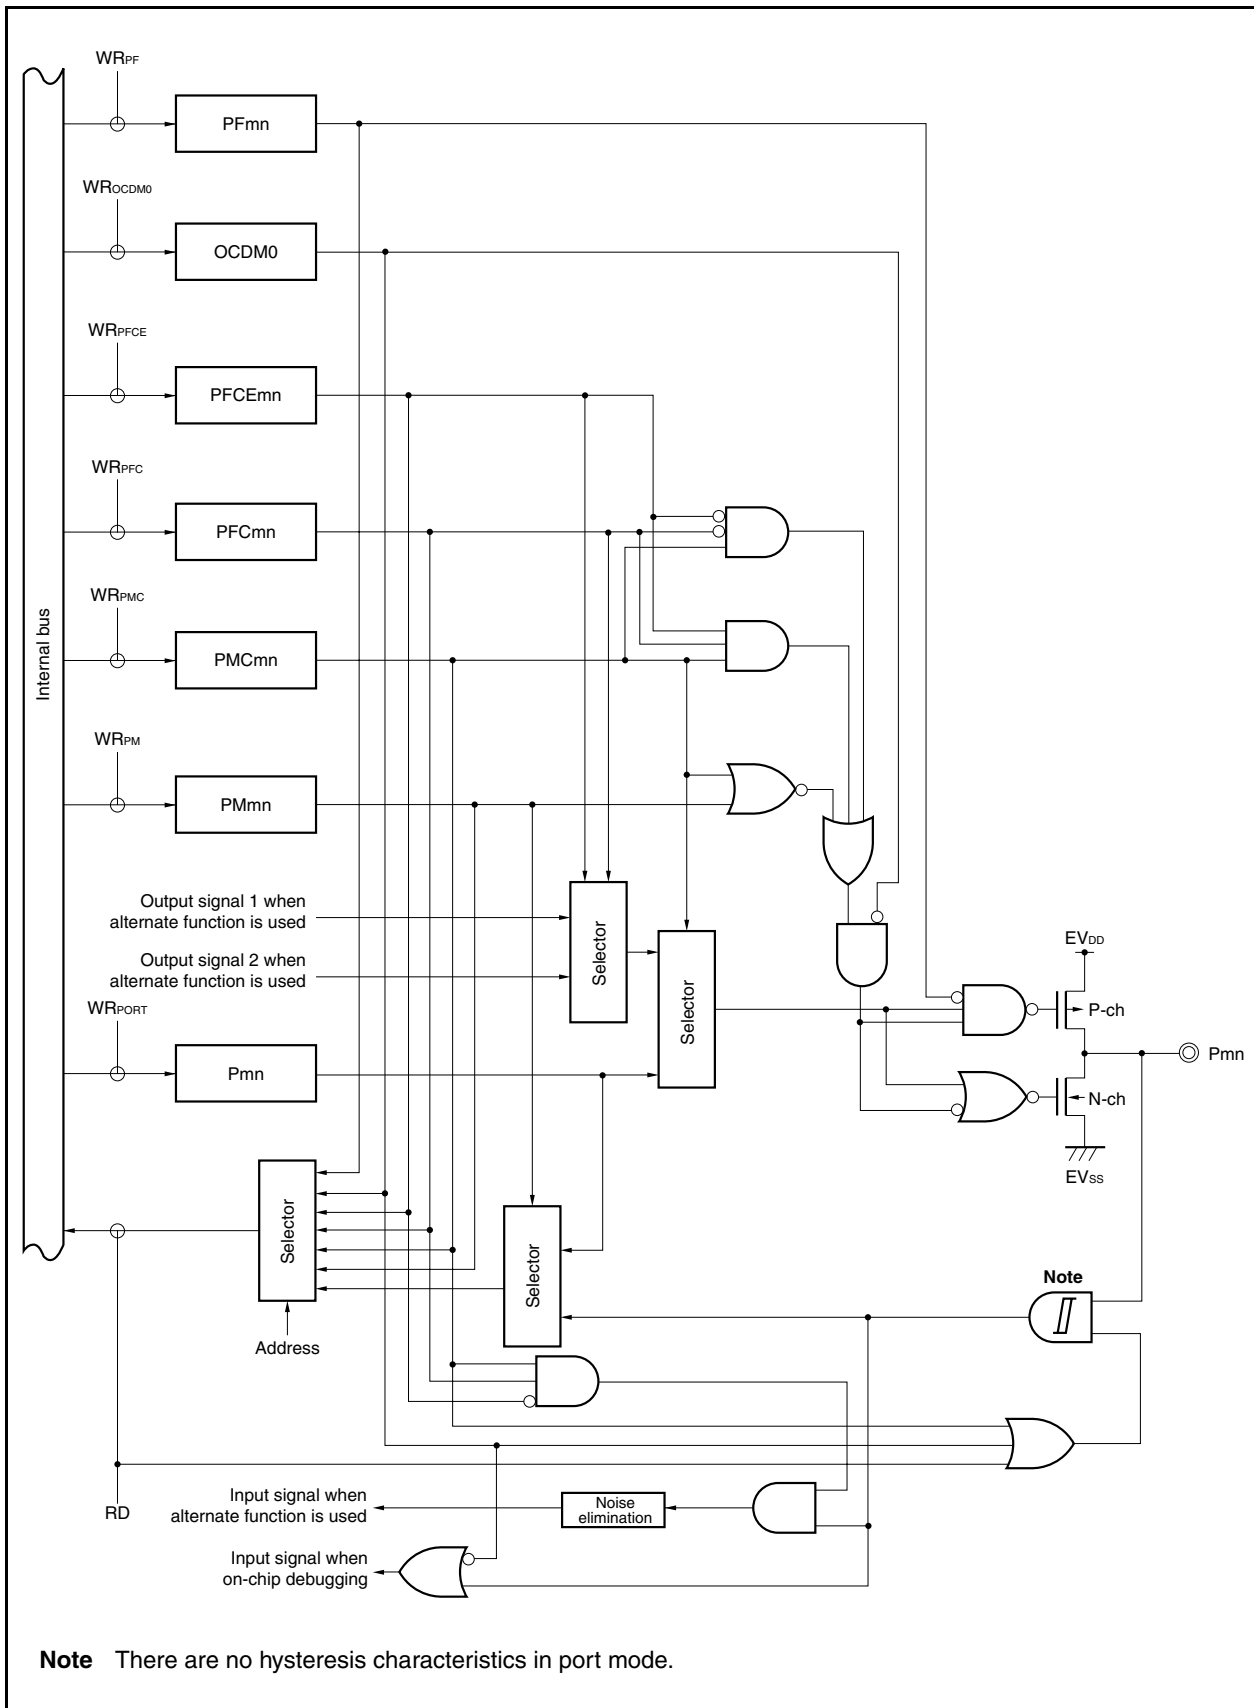 WRPF
PFmn
WROCDM0
OCDM0
WRPFCE
PFCEmn
WRPFC
PFCmn
Internal bus
WRPMC
PMCmn
WRPM
PMmn
Output signal 1 when
alternate function is used
Output signal 2 when
alternate function is used
Selector
Selector
EVDD
P-ch
WRPORT
Pmn
Pmn
N-ch
EVSS
Selector
Selector
Address
Note
RD
Input signal when
alternate function is used
Noise
elimination
Input signal when
on-chip debugging
Note There are no hysteresis characteristics in port mode.